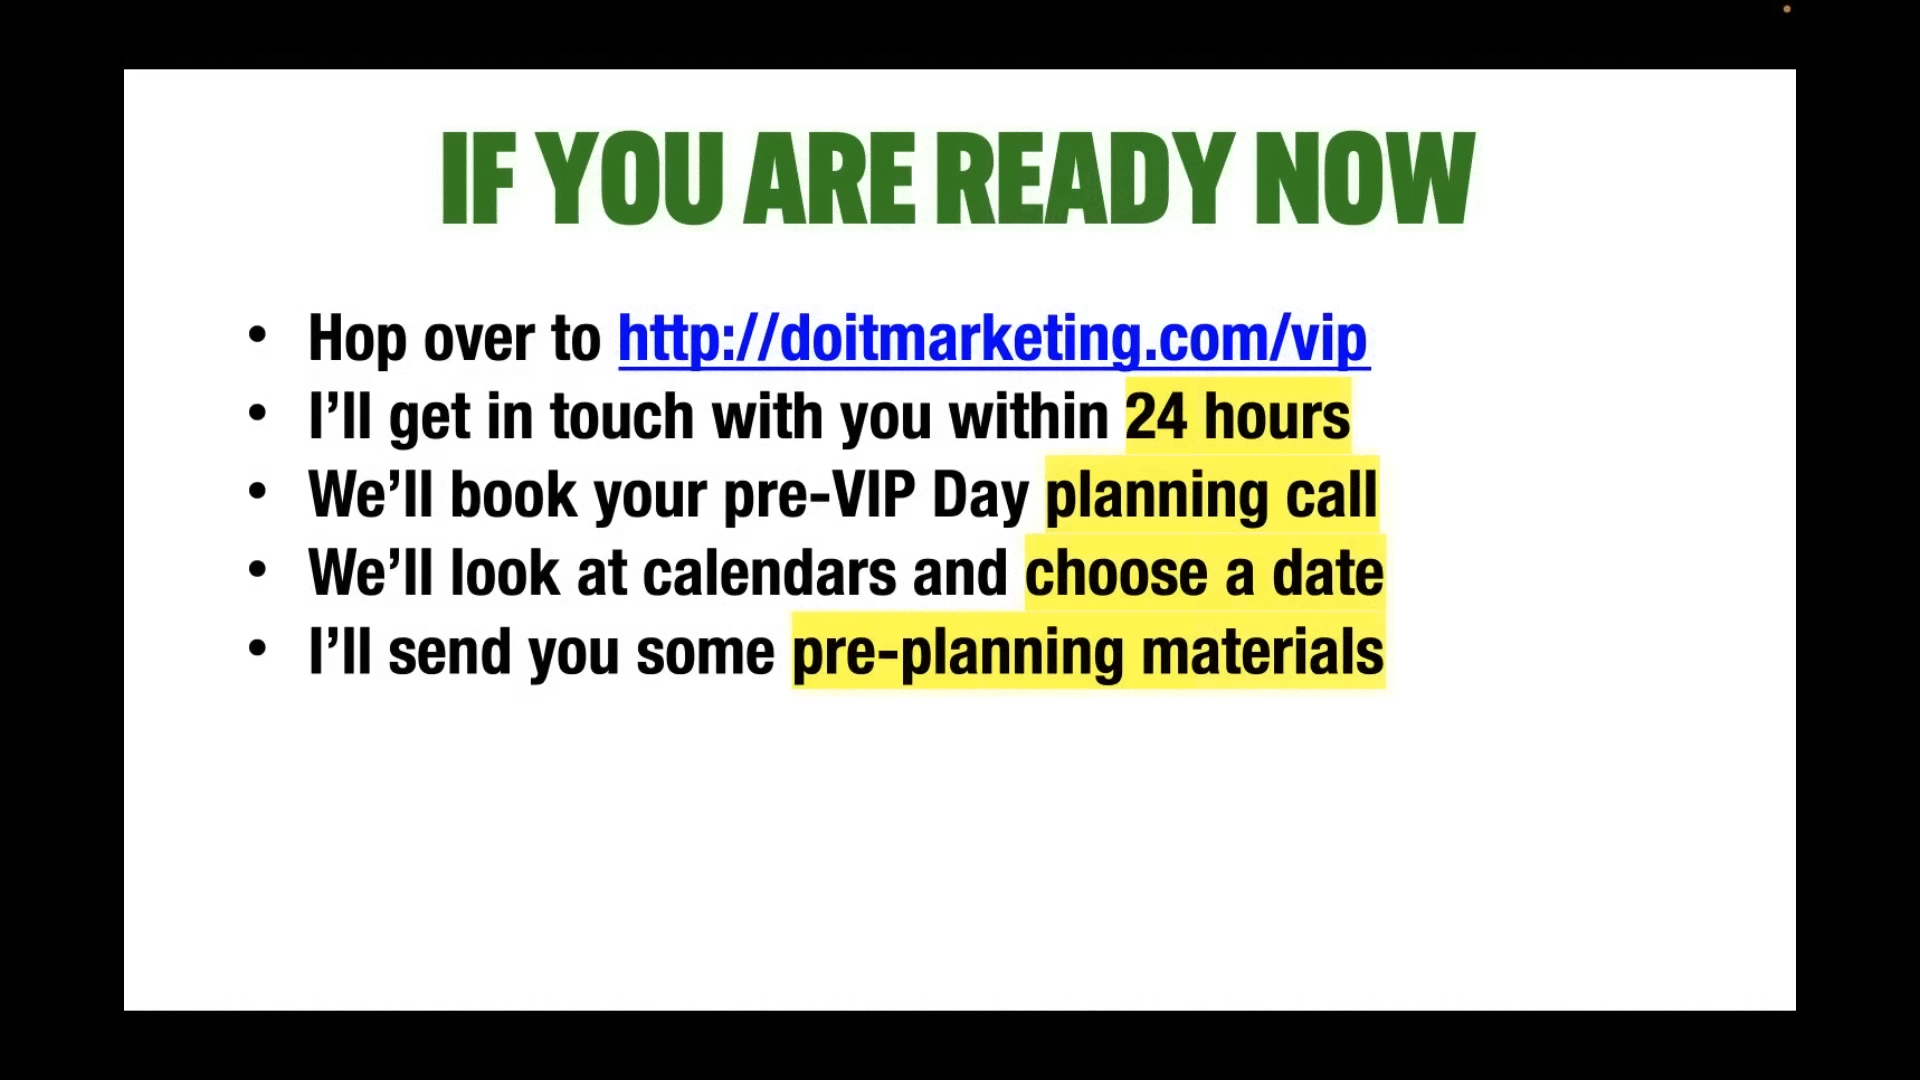 IF YOU ARE READY NOW
• Hop over to http://doitmarketing.com/vip
• I’ll get in touch with you within 24 hours
• We’ll book your pre-VIP Day planning call
• We’ll look at calendars and choose a date
• I’ll send you some pre-planning materials